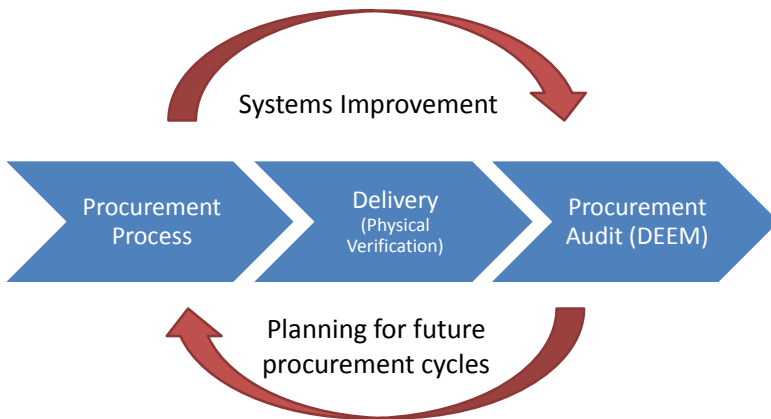 Systems Improvement
Procurement
Process
Delivery
(Physical
Verification)
Procurement
Audit (DEEM)
Planning for future
procurement cycles